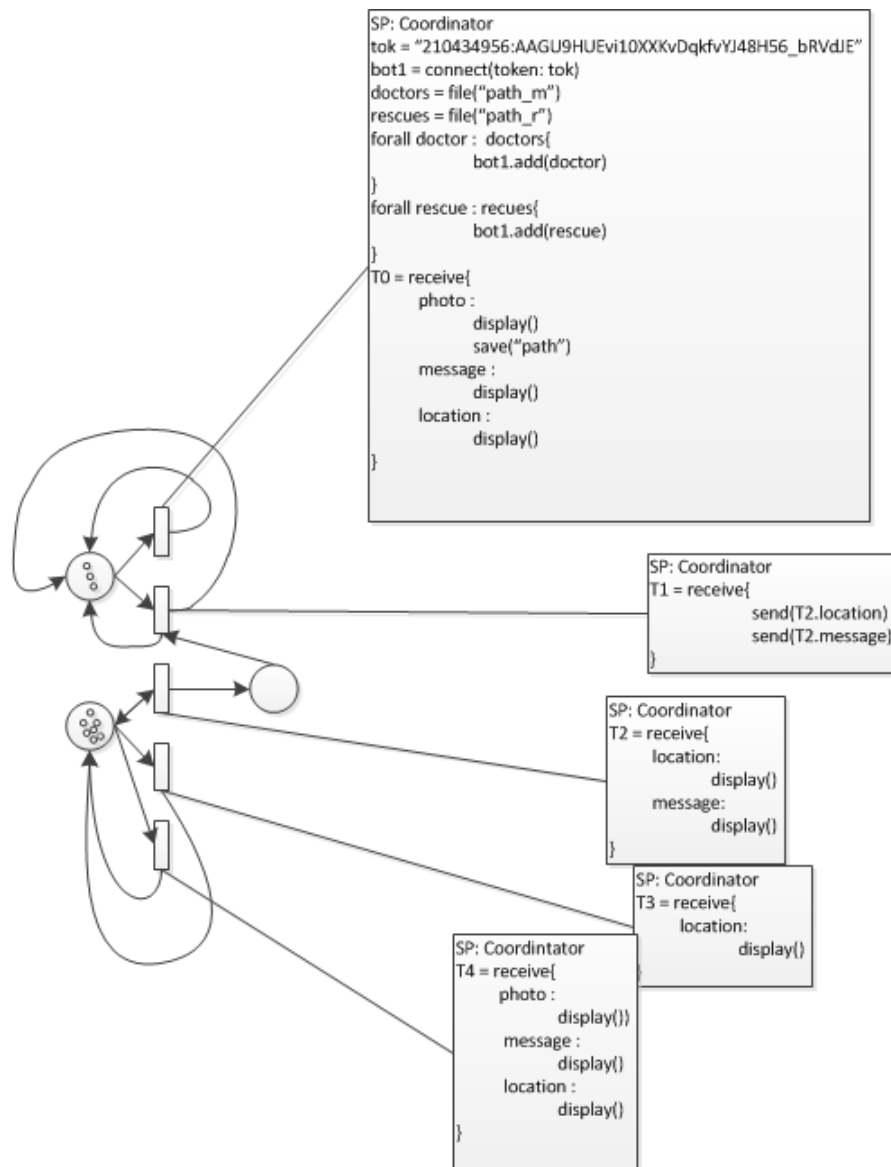 SP: Coordinator
tok = “210434956:AAGU9HUEvi10XXKvDqkfvYJ48H56_bRVdJE”
bot1 = connect(token: tok)
doctors = file(“path_m”)
rescues = file(“path_r”)
forall doctor : doctors{
bot1.add(doctor)
}
forall rescue : recues{
bot1.add(rescue)
}
T0 = receive{
photo :
display()
save(“path”)
message :
display()
location :
display()
}
SP: Coordinator
T1 = receive{
send(T2.location)
send(T2.message)
}
SP: Coordinator
T2 = receive{
location:
display()
message:
display()
}
SP: Coordinator
T3 = receive{
location:
display()
}
SP: Coordintator
T4 = receive{
photo :
display())
message :
display()
location :
display()
}